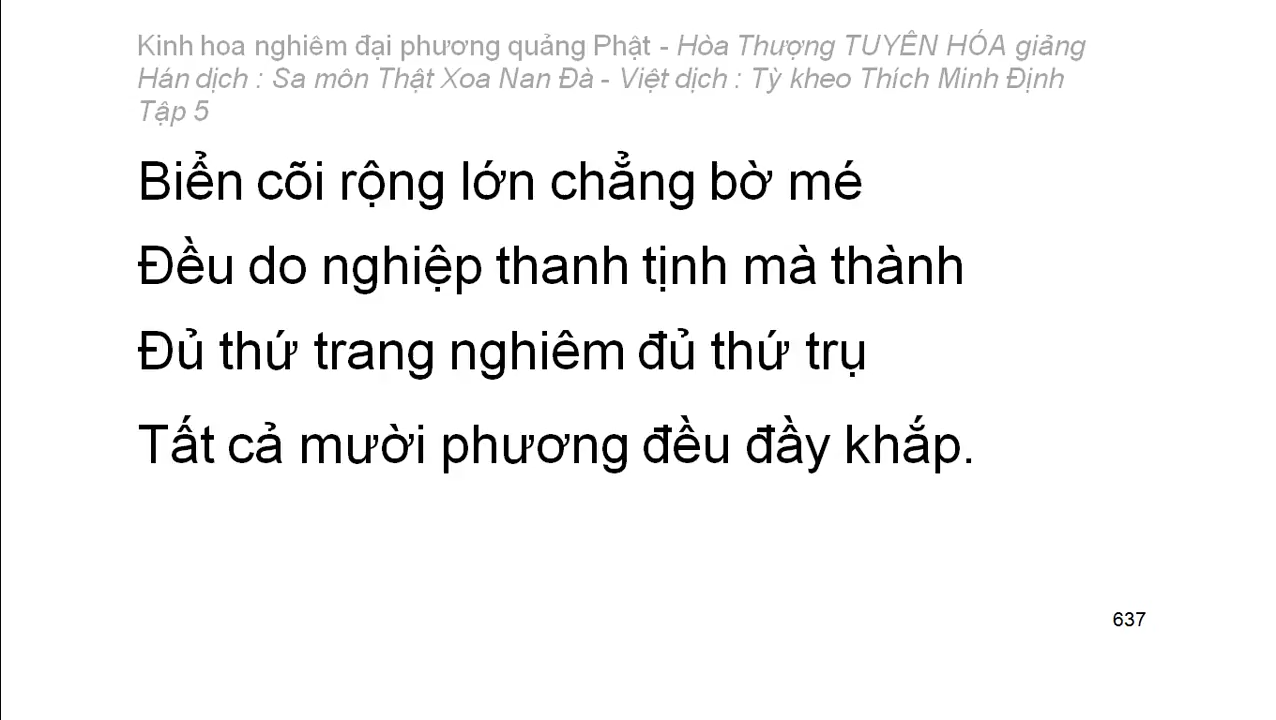 Kinh hoa nghiêm đại phương quảng Phật - Hòa Thượng TUYÊN HÓA giảng
Hán dịch : Sa môn Thật Xoa Nan Đà - Việt dịch : Tỳ kheo Thích Minh Định
Tập 5
Biển cõi rộng lớn chẳng bờ mé
Đều do nghiệp thanh tịnh mà thành
Đủ thứ trang nghiêm đủ thứ trụ
Tất cả mười phương đều đầy khắp.
637